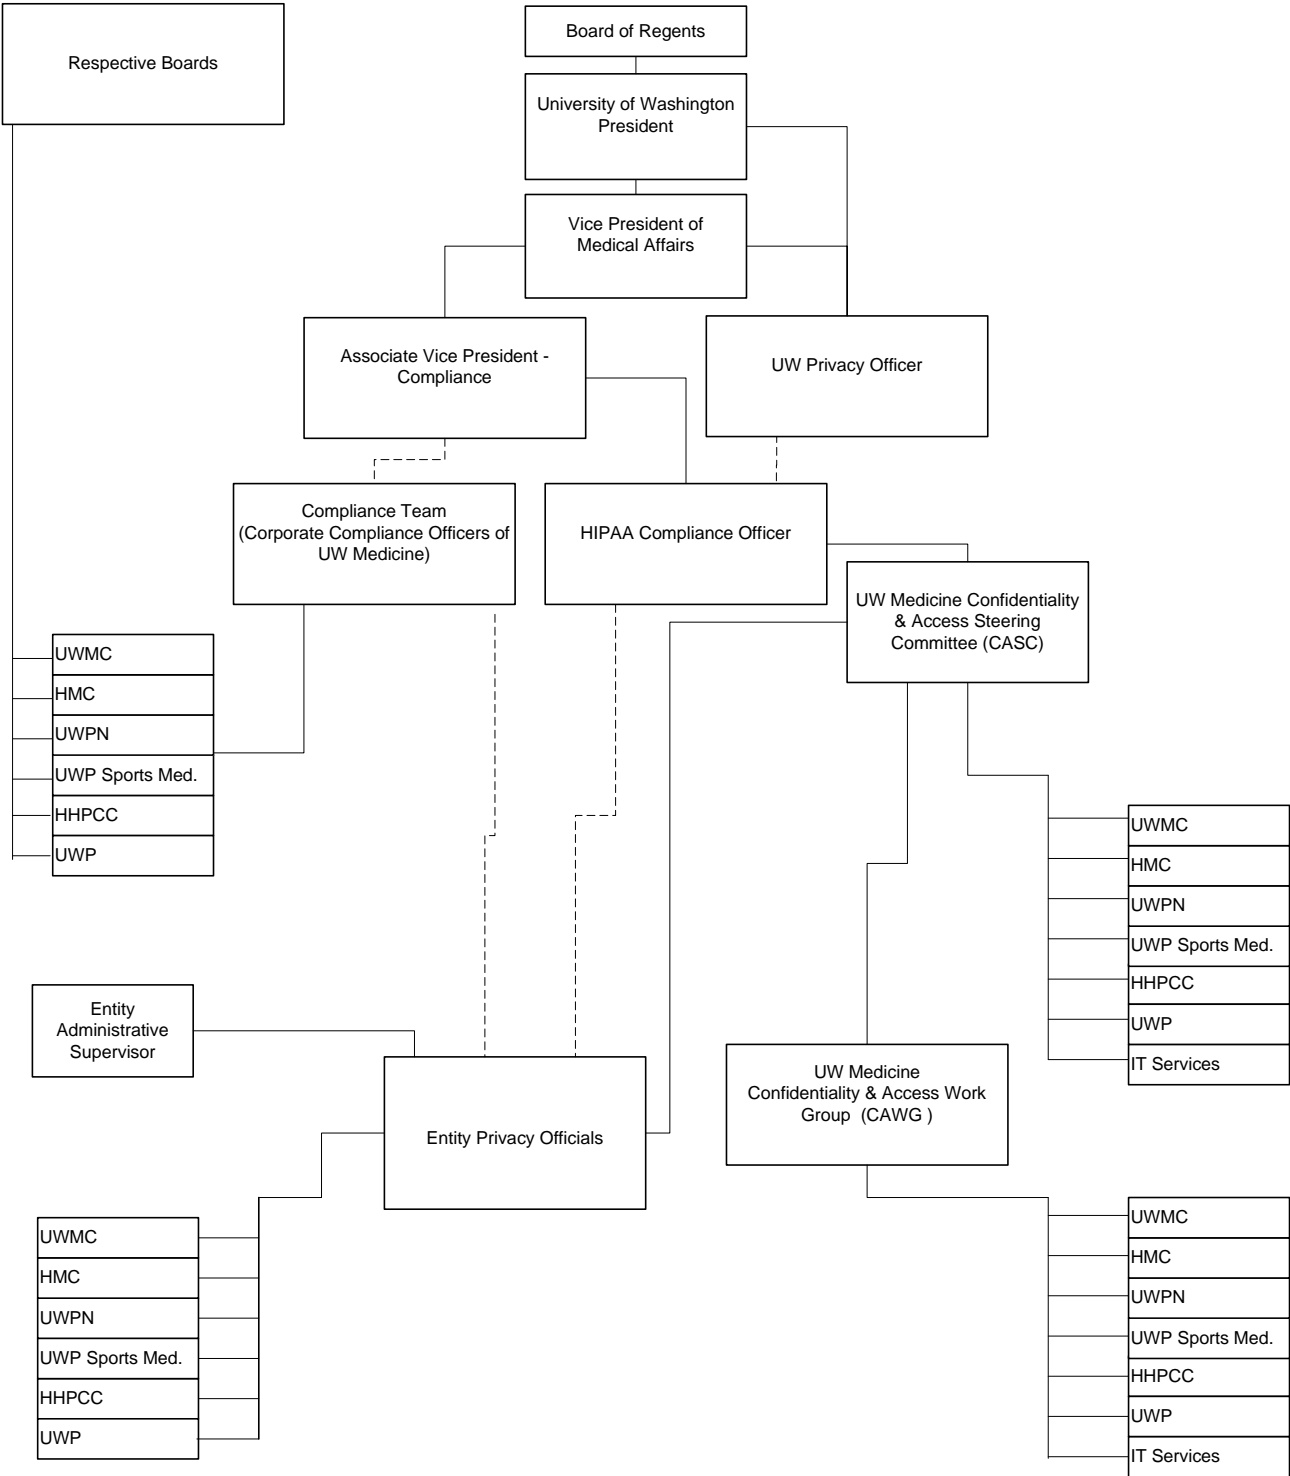 Respective Boards
Board of Regents
University of Washington
President
Vice President of
Medical Affairs
Associate Vice President -
Compliance
UW Privacy Officer
Compliance Team
(Corporate Compliance Officers of
UW Medicine)
HIPAA Compliance Officer
UW Medicine Confidentiality
& Access Steering
Committee (CASC)
UWMC
HMC
UWPN
UWP Sports Med.
HHPCC
UWP
UWMC
HMC
UWPN
UWP Sports Med.
HHPCC
UWP
IT Services
Entity
Administrative
Supervisor
Entity Privacy Officials
UW Medicine
Confidentiality & Access Work
Group  (CAWG )
UWMC
HMC
UWPN
UWP Sports Med.
HHPCC
UWP
UWMC
HMC
UWPN
UWP Sports Med.
HHPCC
UWP
IT Services